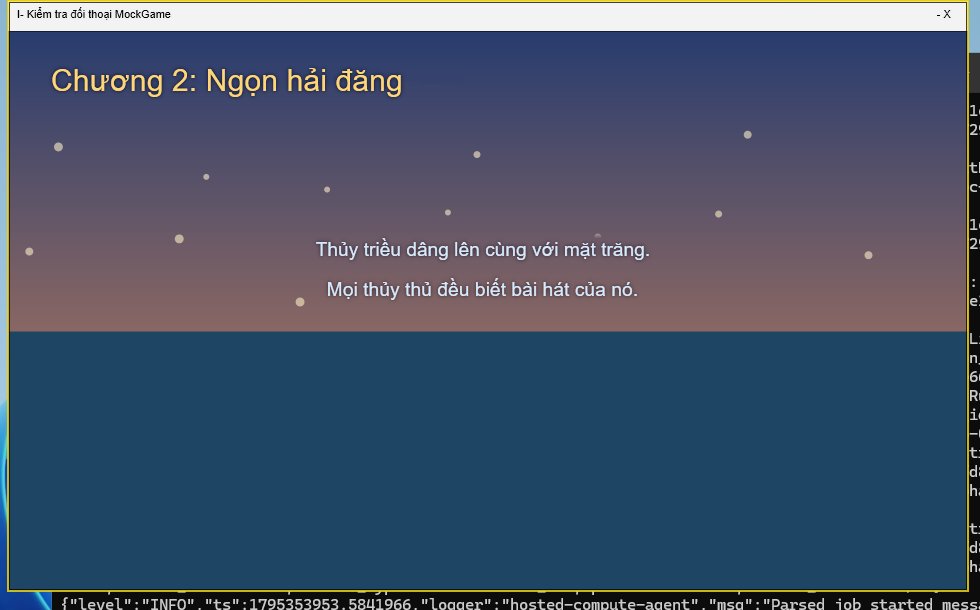 I- Kiểm tra đối thoại MockGame
- X
Chương 2: Ngọn hải đăng
Thủy triều dâng lên cùng với mặt trăng.
Mọi thủy thủ đều biết bài hát của nó.
{"level":"INFO","ts":1795353953.5841966,"logger":"hosted-compute-agent","msg":"Parsed job started mes